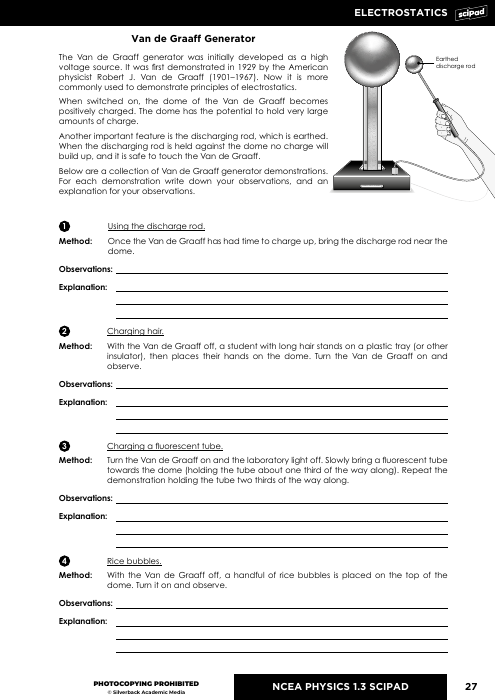 ELECTROSTATICS scipad
Van de Graaff Generator
The Van de Graaff generator was initially developed as a high
voltage source. It was first demonstrated in 1929 by the American
physicist Robert J. Van de Graaff (1901–1967). Now it is more
commonly used to demonstrate principles of electrostatics.
When switched on, the dome of the Van de Graaff becomes
positively charged. The dome has the potential to hold very large
amounts of charge.
Another important feature is the discharging rod, which is earthed.
When the discharging rod is held against the dome no charge will
build up, and it is safe to touch the Van de Graaff.
Below are a collection of Van de Graaff generator demonstrations.
For each demonstration write down your observations, and an
explanation for your observations.
Earthed
discharge rod
1 Using the discharge rod.
Method: Once the Van de Graaff has had time to charge up, bring the discharge rod near the
dome.
Observations:
Explanation:
2 Charging hair.
Method: With the Van de Graaff off, a student with long hair stands on a plastic tray (or other
insulator), then places their hands on the dome. Turn the Van de Graaff on and
observe.
Observations:
Explanation:
3 Charging a fluorescent tube.
Method: Turn the Van de Graaff on and the laboratory light off. Slowly bring a fluorescent tube
towards the dome (holding the tube about one third of the way along). Repeat the
demonstration holding the tube two thirds of the way along.
Observations:
Explanation:
4 Rice bubbles.
Method: With the Van de Graaff off, a handful of rice bubbles is placed on the top of the
dome. Turn it on and observe.
Observations:
Explanation:
PHOTOCOPYING PROHIBITED
© Silverback Academic Media
NCEA PHYSICS 1.3 SCIPAD
27